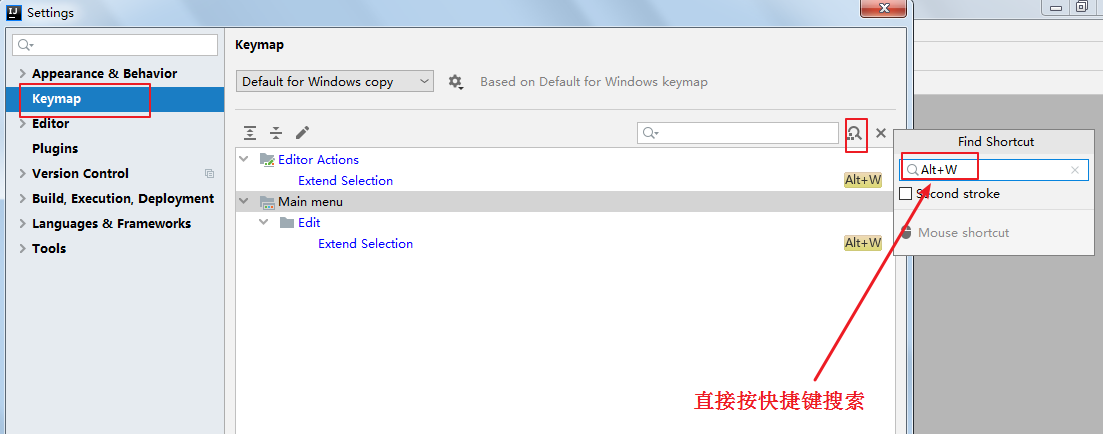 IJ Settings
Appearance & Behavior
Keymap
Editor
Plugins
Version Control
Build, Execution, Deployment
Languages & Frameworks
Tools
Keymap
Default for Windows copy
Based on Default for Windows keymap
Editor Actions
Extend Selection Alt+W
Main menu
Edit
Extend Selection Alt+W
Find Shortcut
Alt+W
Second stroke
Mouse shortcut
直接按快捷键搜索